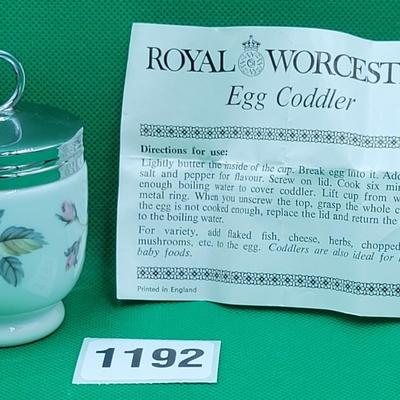 ROYAL WORCEST
Egg Coddler
Directions for use:
Lightly butter the inside of the cup. Break egg into it. Add
salt and pepper for flavour. Screw on lid. Cook six min
enough boiling water to cover coddler. Lift cup from w
metal ring. When you unscrew the top, grasp the whole c
the egg is not cooked enough, replace the lid and return the
to the boiling water.
For variety, add flaked fish, cheese, herbs, chopped
mushrooms, etc. to the egg. Coddlers are also ideal for
baby foods.
Printed in England
1192